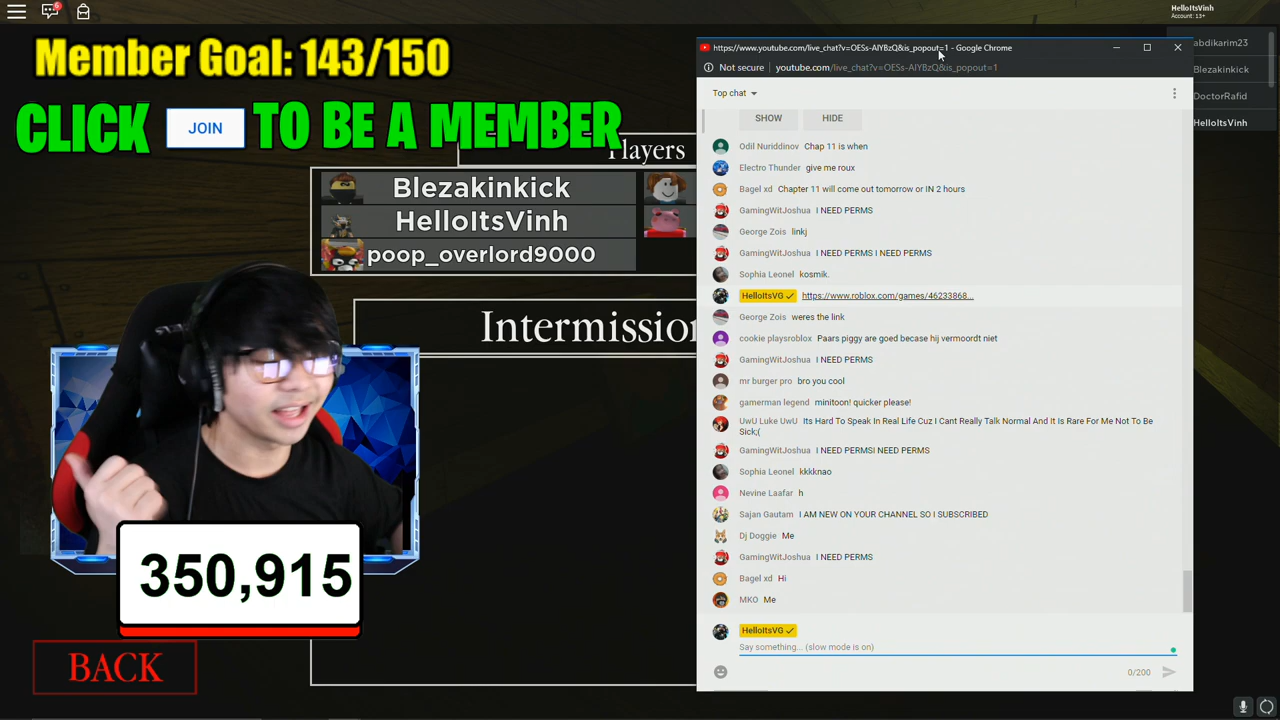 6
HelloItsVinh
Account: 13+
Member Goal: 143/150
CLICK JOIN TO BE A MEMBER
Players
Blezakinkick
HelloItsVinh
poop_overlord9000
Intermission
350,915
BACK
https://www.youtube.com/live_chat?v=OESs-AlYBzQ&is_popout=1 - Google Chrome
Not secure youtube.com/live_chat?v=OESs-AlYBzQ&is_popout=1
Top chat
SHOW HIDE
Odil Nuriddinov Chap 11 is when
Electro Thunder give me roux
Bagel xd Chapter 11 will come out tomorrow or IN 2 hours
GamingWitJoshua I NEED PERMS
George Zois linkj
GamingWitJoshua I NEED PERMS I NEED PERMS
Sophia Leonel kosmik.
HelloItsVG https://www.roblox.com/games/46233868...
George Zois weres the link
cookie playsroblox Paars piggy are goed becase hij vermoordt niet
GamingWitJoshua I NEED PERMS
mr burger pro bro you cool
gamerman legend minitoon! quicker please!
UwU Luke UwU Its Hard To Speak In Real Life Cuz I Cant Really Talk Normal And It Is Rare For Me Not To Be
Sick;(
GamingWitJoshua I NEED PERMSI NEED PERMS
Sophia Leonel kkkknao
Nevine Laafar h
Sajan Gautam I AM NEW ON YOUR CHANNEL SO I SUBSCRIBED
Dj Doggie Me
GamingWitJoshua I NEED PERMS
Bagel xd Hi
MKO Me
HelloItsVG
Say something... (slow mode is on)
0/200
abdikarim23
Blezakinkick
DoctorRafid
HelloItsVinh